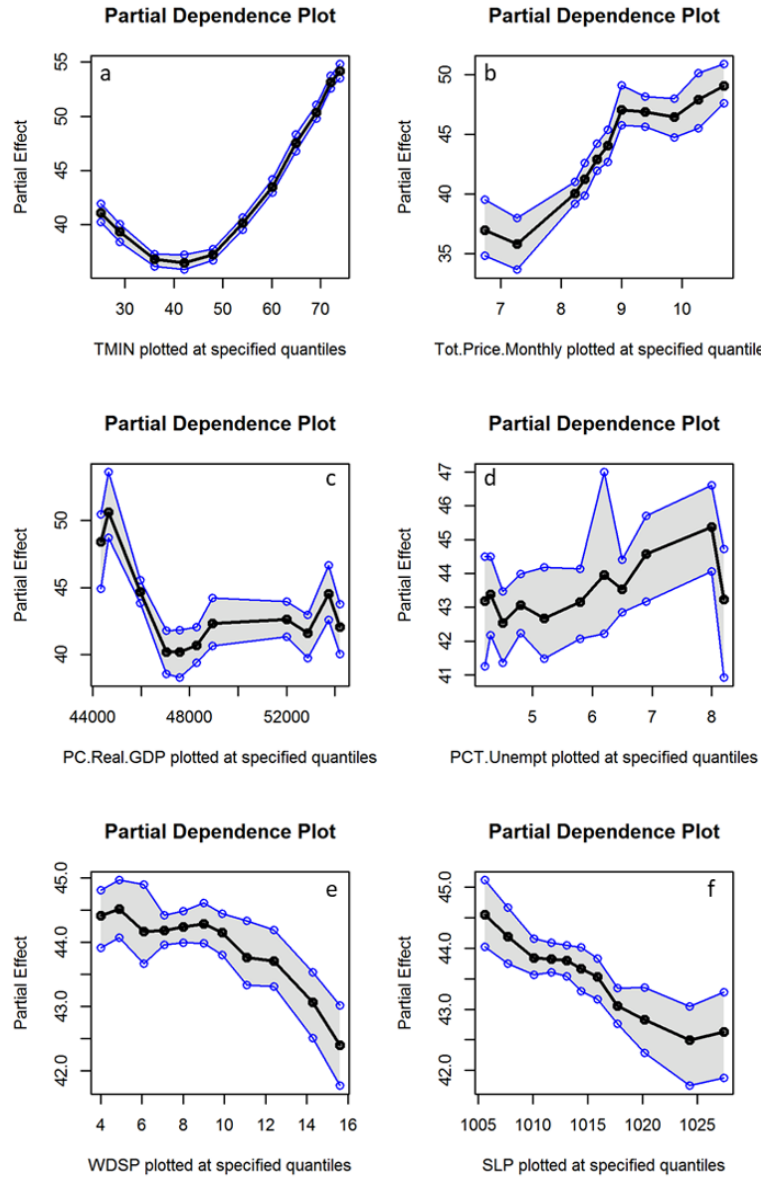 Partial Dependence Plot
a
Partial Effect
55
50
45
40
30 40 50 60 70
TMIN plotted at specified quantiles
Partial Dependence Plot
b
Partial Effect
50
45
40
35
7 8 9 10
Tot.Price.Monthly plotted at specified quantile
Partial Dependence Plot
c
Partial Effect
50
45
40
44000 48000 52000
PC.Real.GDP plotted at specified quantiles
Partial Dependence Plot
d
Partial Effect
47
46
45
44
43
42
41
5 6 7 8
PCT.Unempt plotted at specified quantiles
Partial Dependence Plot
e
Partial Effect
45.0
44.0
43.0
42.0
4 6 8 10 12 14 16
WDSP plotted at specified quantiles
Partial Dependence Plot
f
Partial Effect
45.0
44.0
43.0
42.0
1005 1010 1015 1020 1025
SLP plotted at specified quantiles